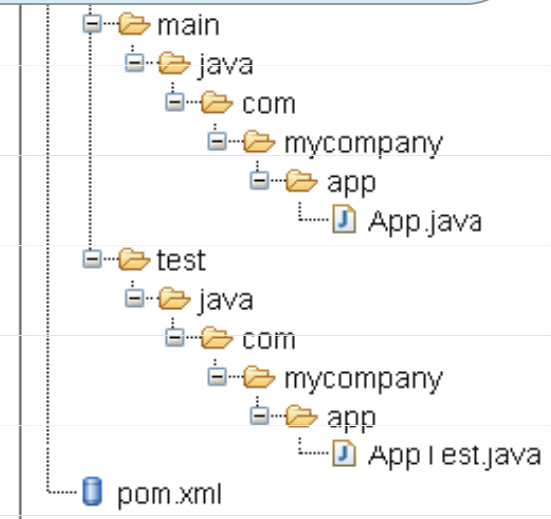 main
java
com
mycompany
app
App.java
test
java
com
mycompany
app
AppTest.java
pom.xml